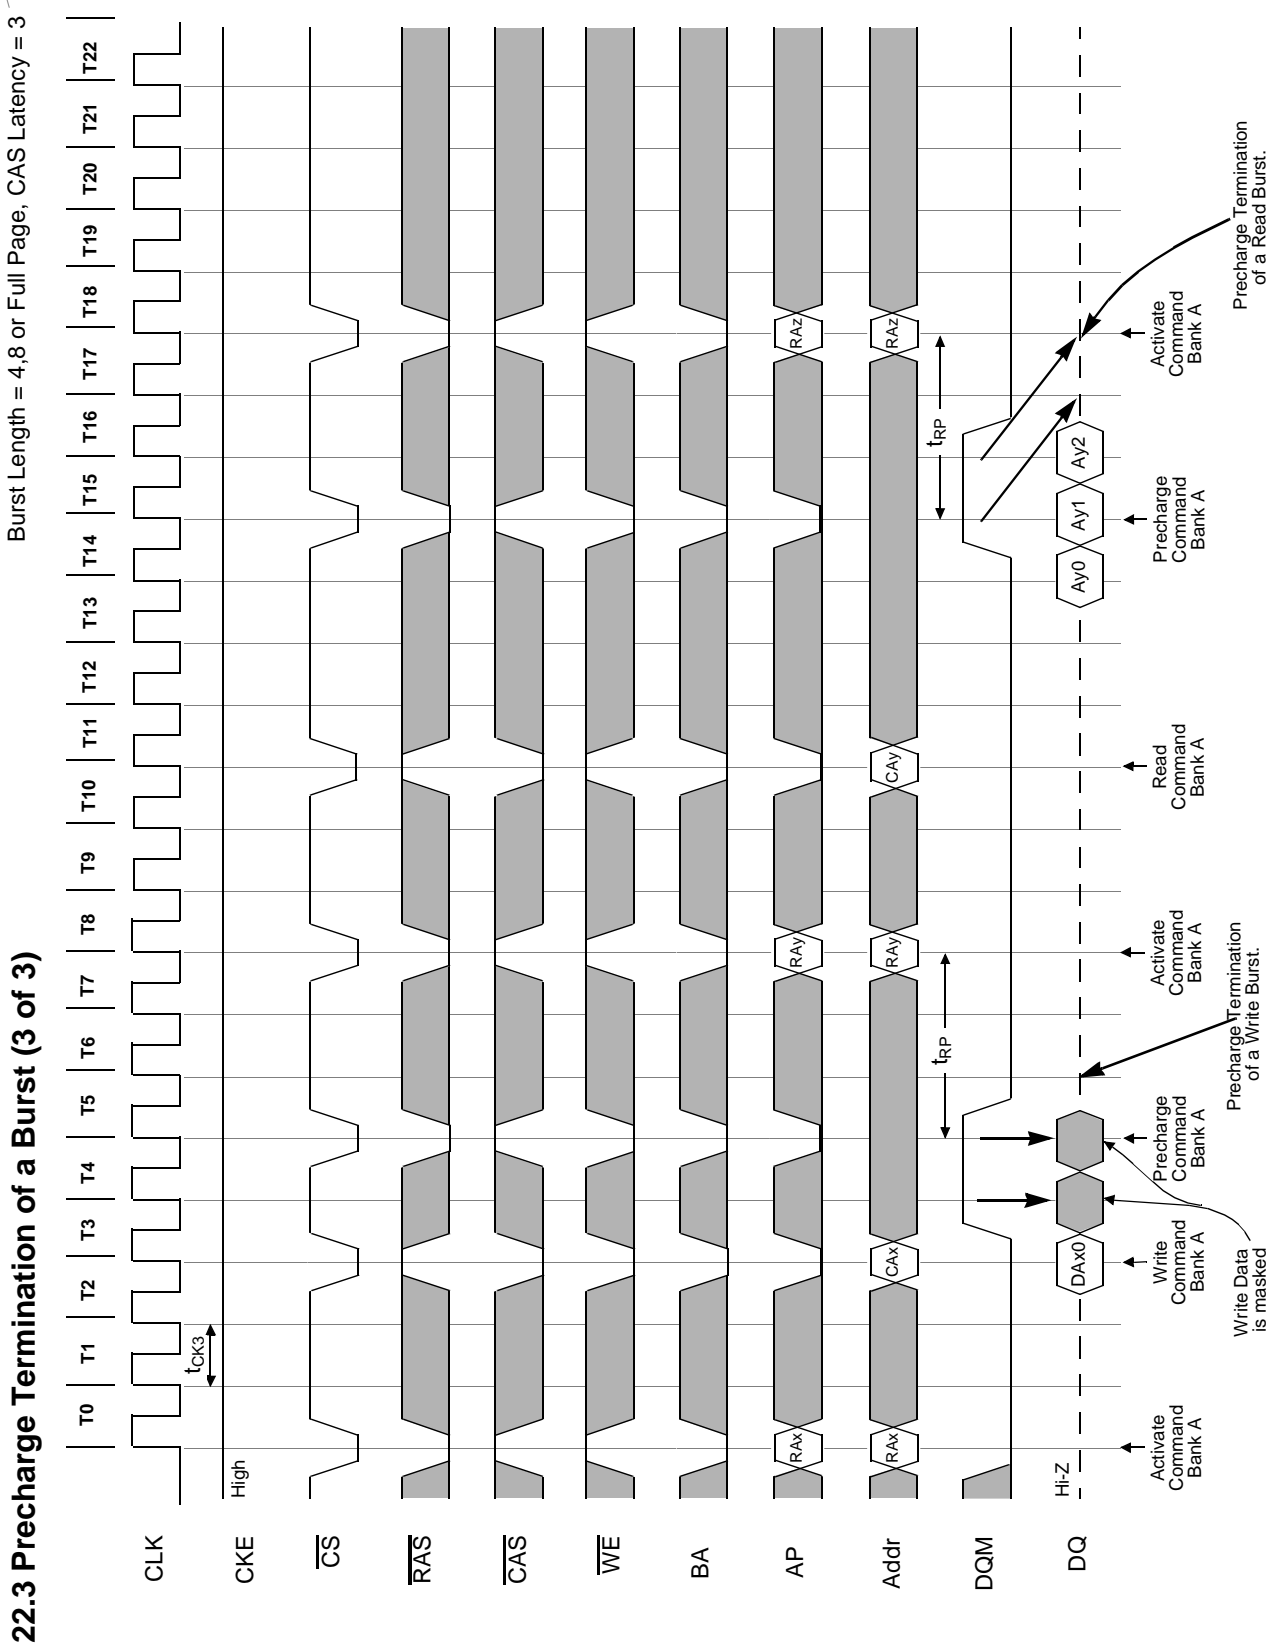 22.3 Precharge Termination of a Burst (3 of 3)
Burst Length = 4,8 or Full Page, CAS Latency = 3
T0 T1 T2 T3 T4 T5 T6 T7 T8 T9 T10 T11 T12 T13 T14 T15 T16 T17 T18 T19 T20 T21 T22
CLK
tCK3
CKE
High
CS
RAS
CAS
WE
BA
AP
RAx RAy RAz
Addr
RAx CAx RAy CAy RAz
DQM
tRP tRP
DQ
Hi-Z
DAx0 Ay0 Ay1 Ay2
Activate
Command
Bank A
Write
Command
Bank A
Precharge
Command
Bank A
Activate
Command
Bank A
Read
Command
Bank A
Precharge
Command
Bank A
Activate
Command
Bank A
Write Data
is masked
Precharge Termination
of a Write Burst.
Precharge Termination
of a Read Burst.